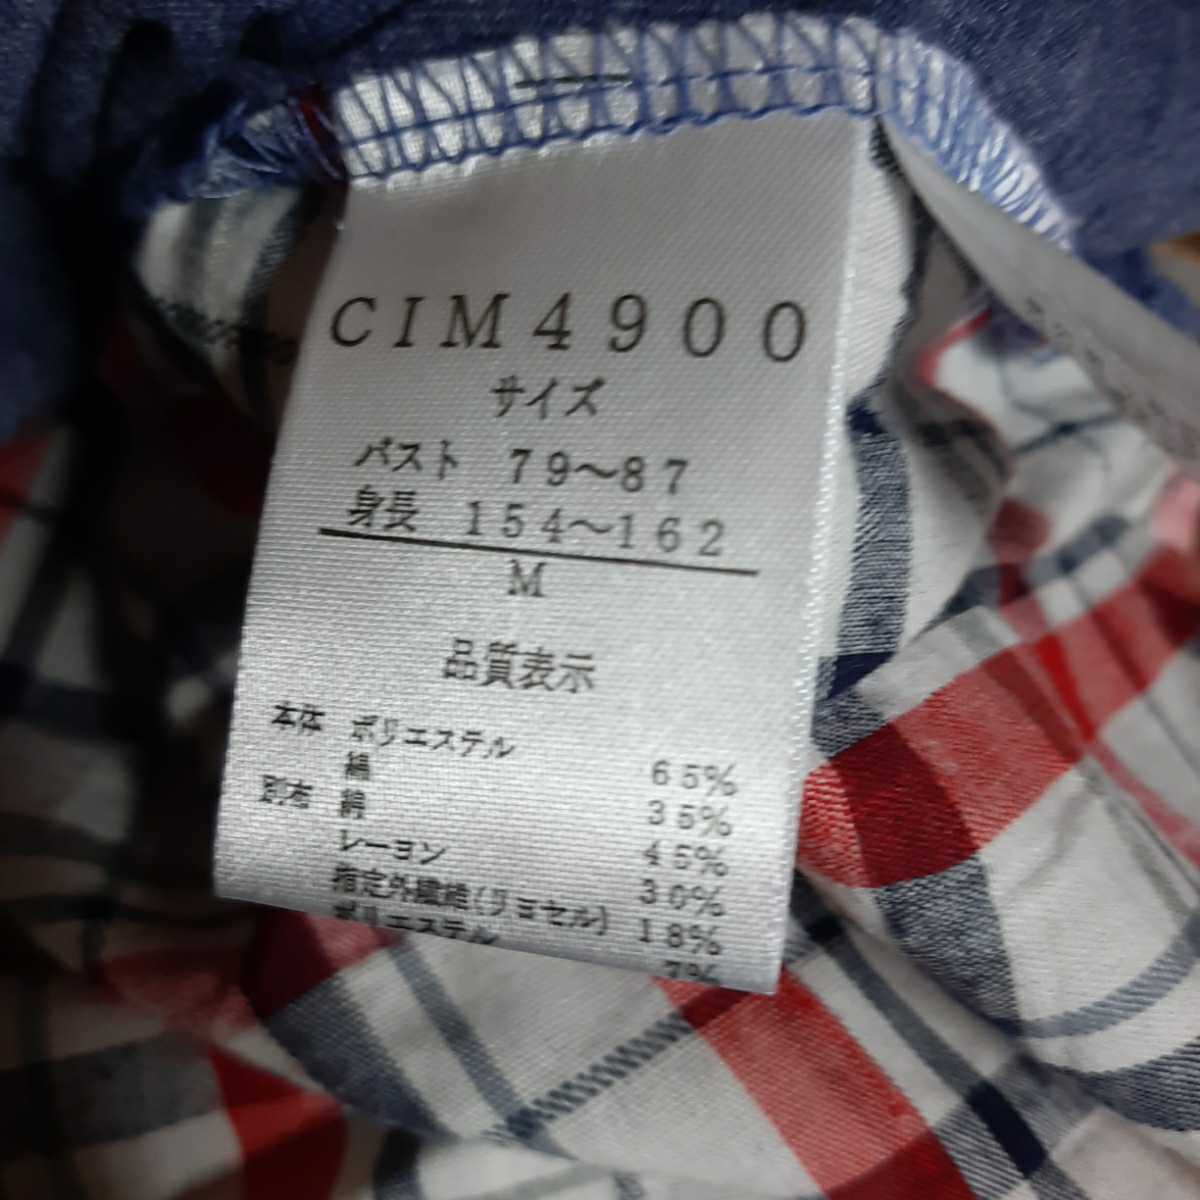 CIM4900
サイズ
バスト 79～87
身長 154～162
M
品質表示
本体 ポリエステル 65%
綿 35%
別布 綿 45%
レーヨン 30%
指定外繊維(リヨセル) 18%
ポリエステル 7%